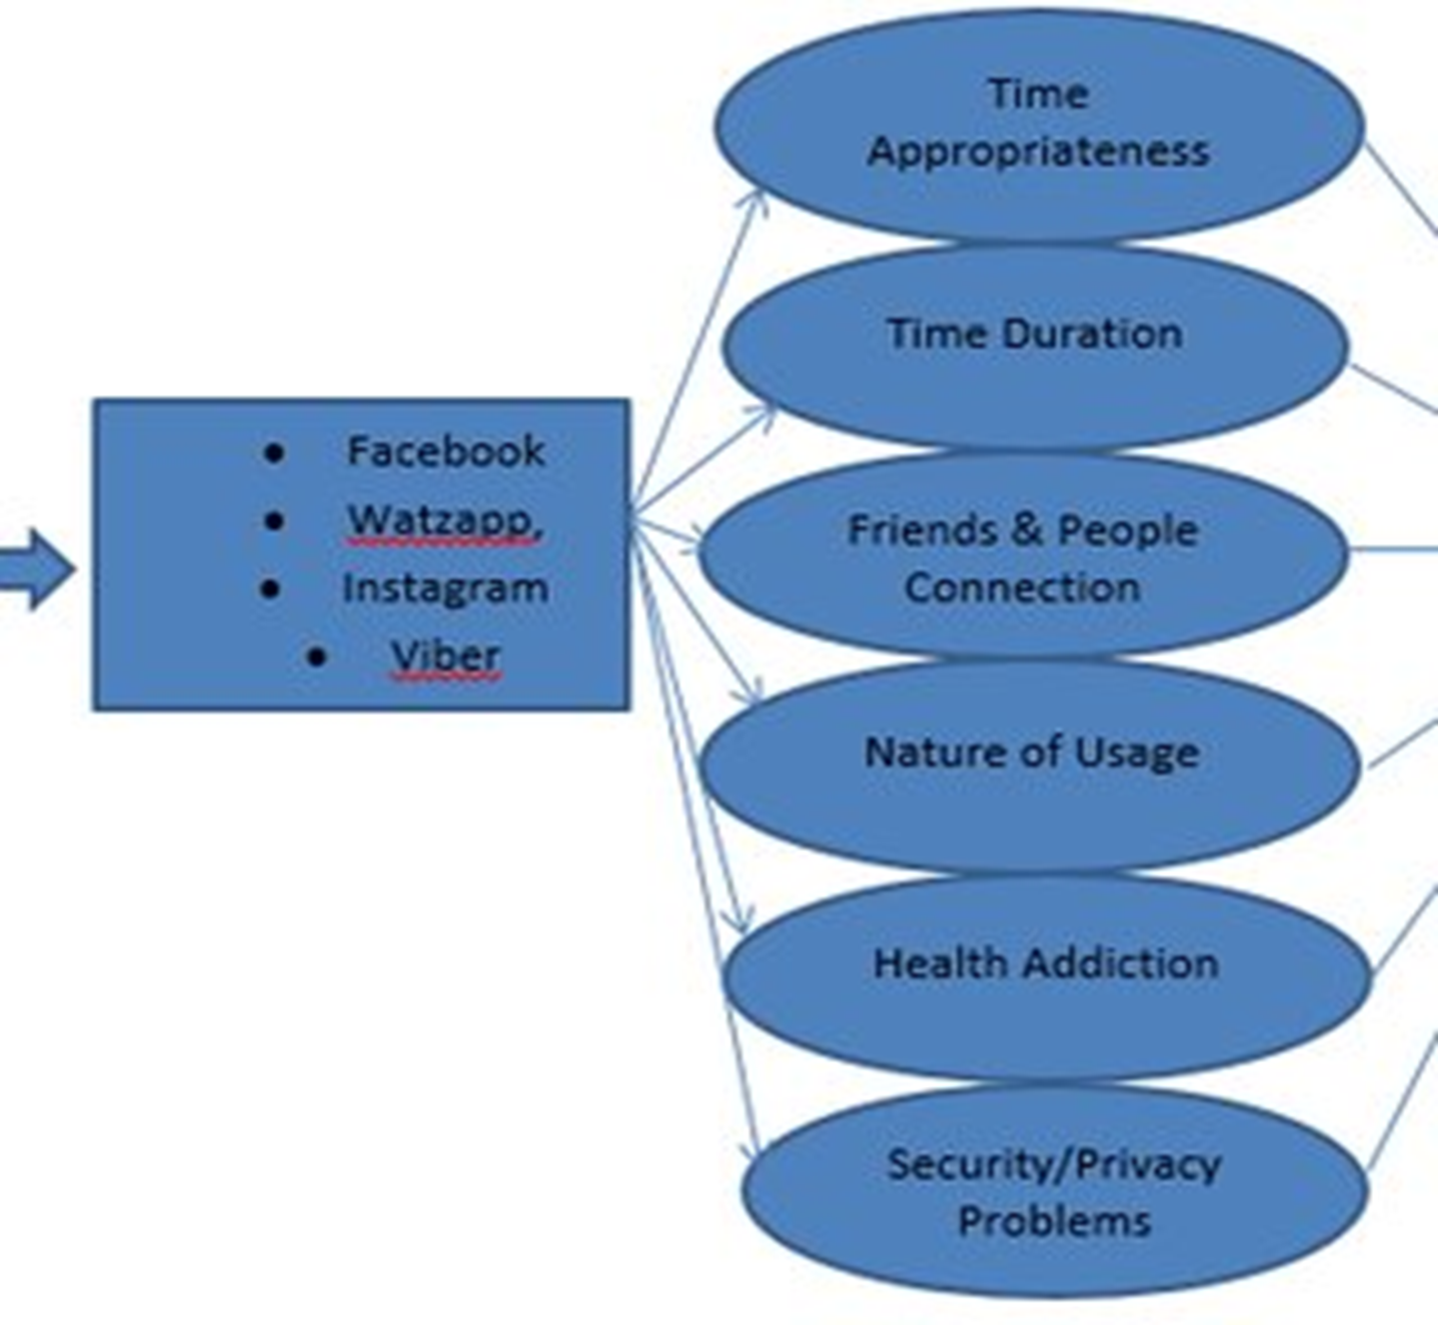 • Facebook
• Watzapp,
• Instagram
• Viber
Time
Appropriateness
Time Duration
Friends & People
Connection
Nature of Usage
Health Addiction
Security/Privacy
Problems